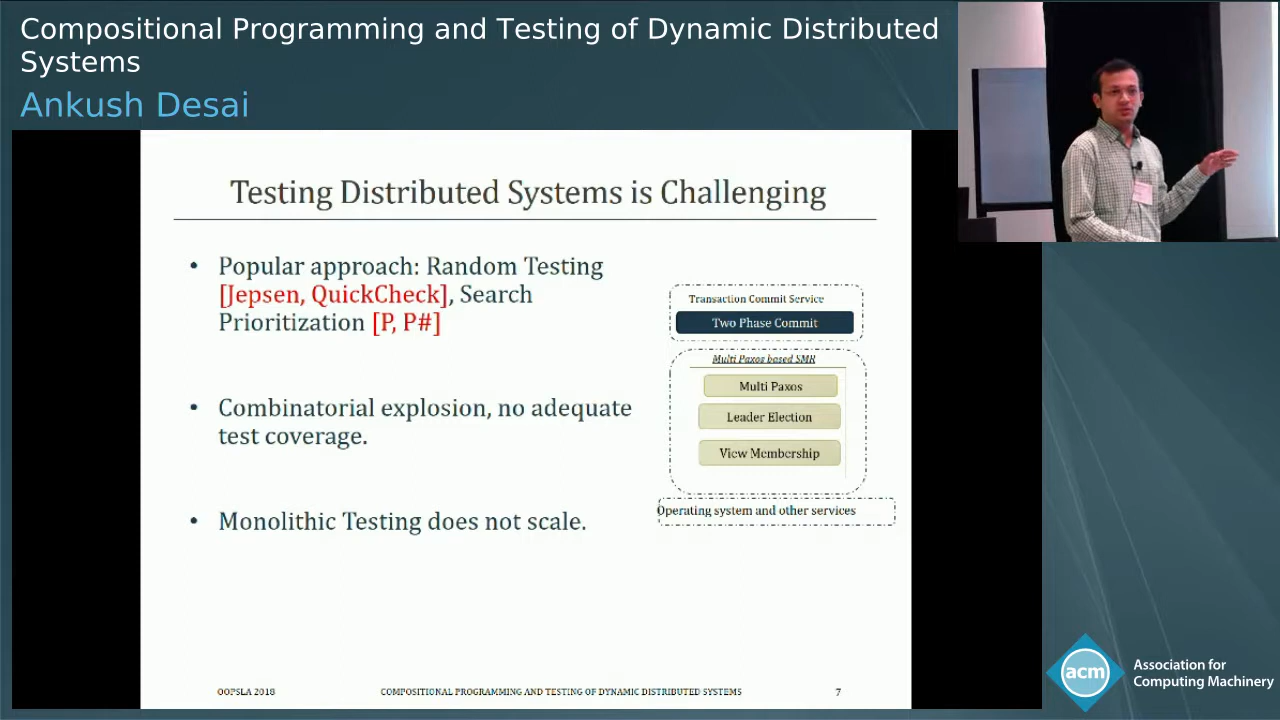 Compositional Programming and Testing of Dynamic Distributed
Systems
Ankush Desai
Testing Distributed Systems is Challenging
• Popular approach: Random Testing
[Jepsen, QuickCheck], Search
Prioritization [P, P#]
• Combinatorial explosion, no adequate
test coverage.
• Monolithic Testing does not scale.
Transaction Commit Service
Two Phase Commit
Multi Paxos based SMR
Multi Paxos
Leader Election
View Membership
Operating system and other services
OOPSLA 2018
COMPOSITIONAL PROGRAMMING AND TESTING OF DYNAMIC DISTRIBUTED SYSTEMS
7
acm
Association for
Computing Machinery